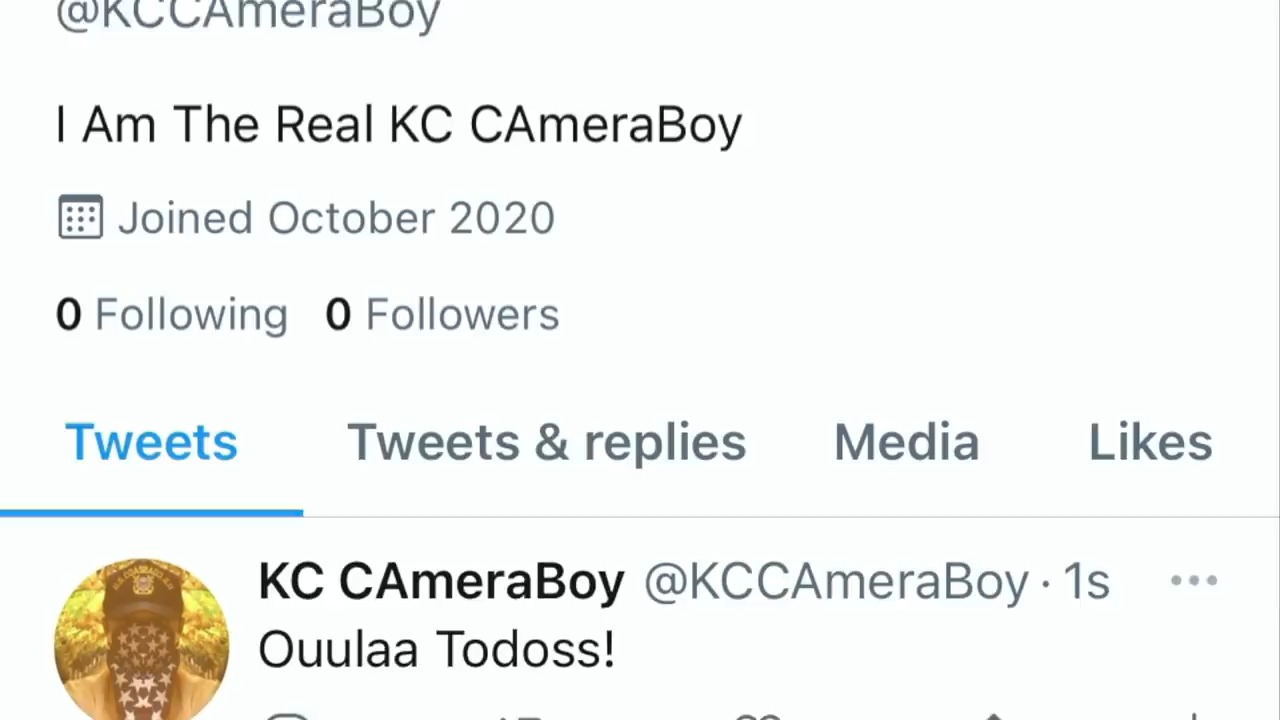 @KCCAmeraBoy
I Am The Real KC CAmeraBoy
Joined October 2020
0 Following 0 Followers
Tweets Tweets & replies Media Likes
KC CAmeraBoy @KCCAmeraBoy · 1s
Ouulaa Todoss!